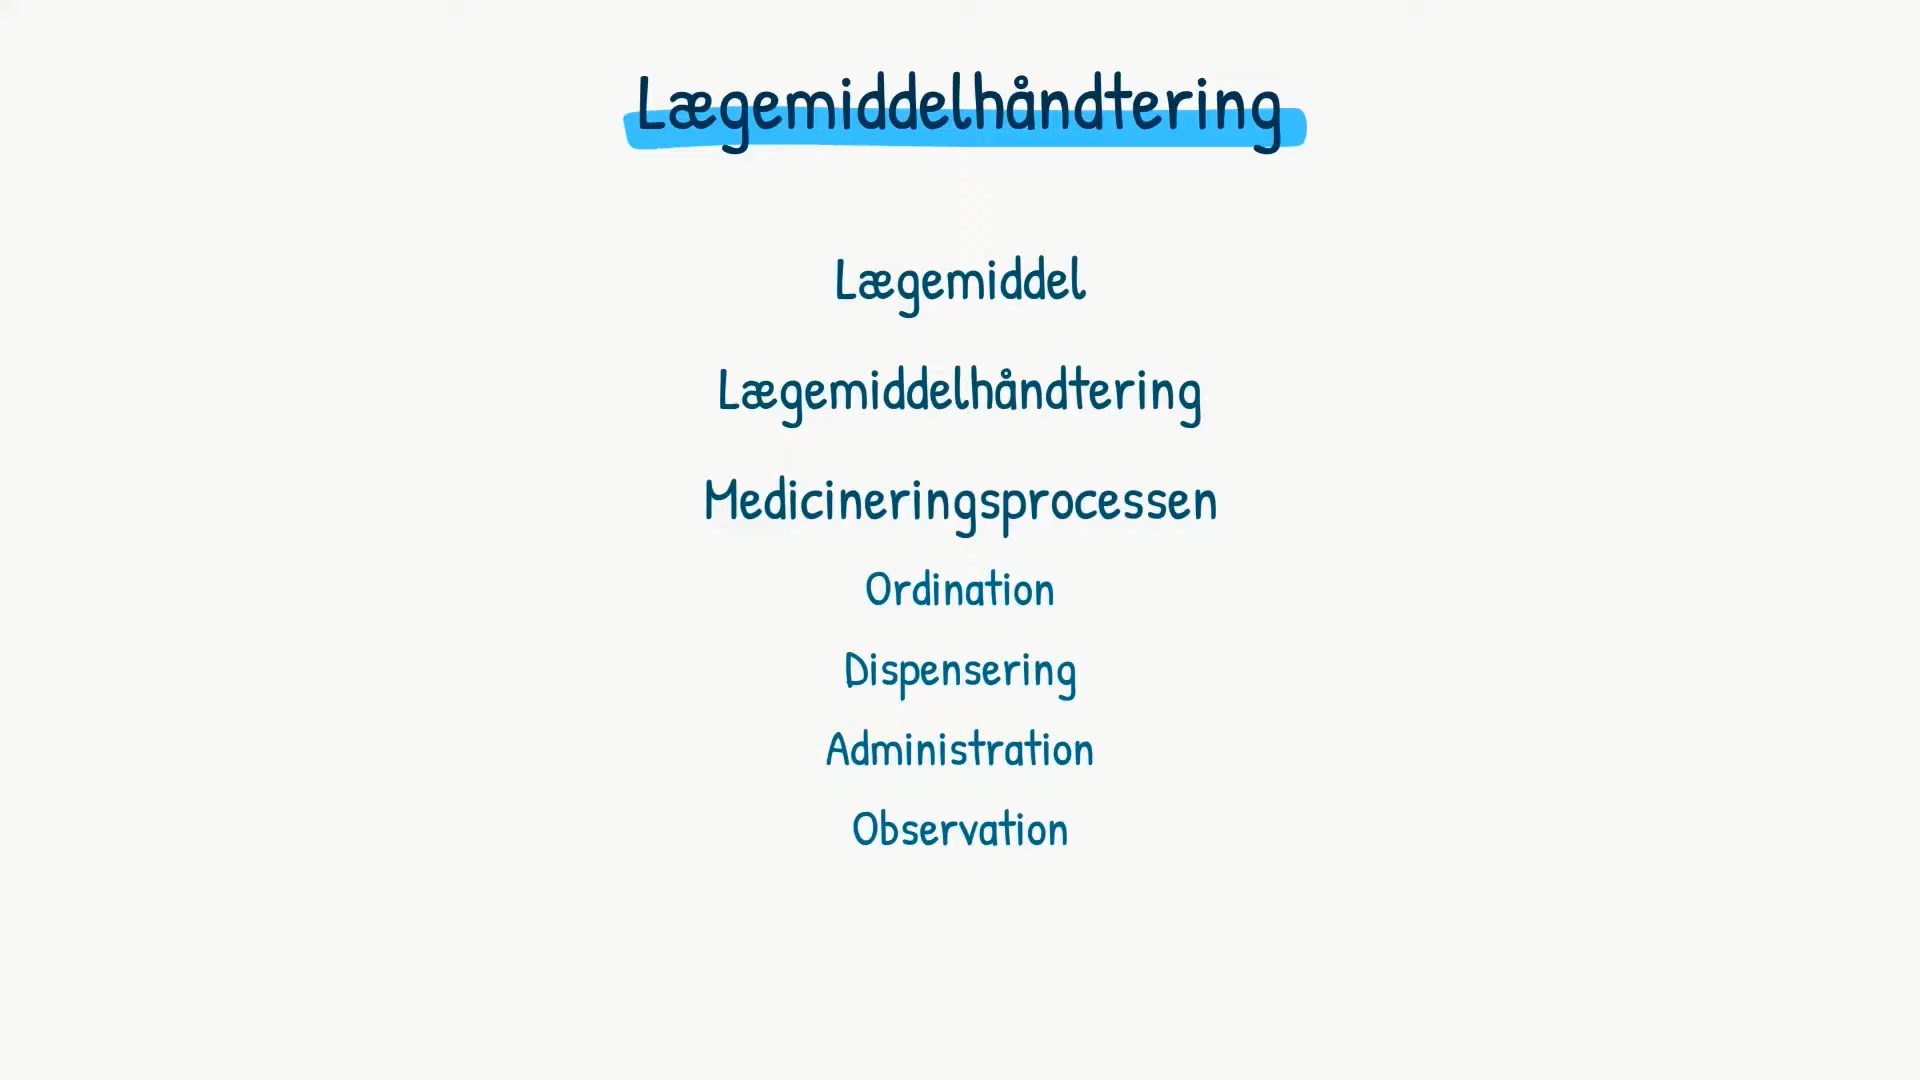 Lægemiddelhåndtering
Lægemiddel
Lægemiddelhåndtering
Medicineringsprocessen
Ordination
Dispensering
Administration
Observation